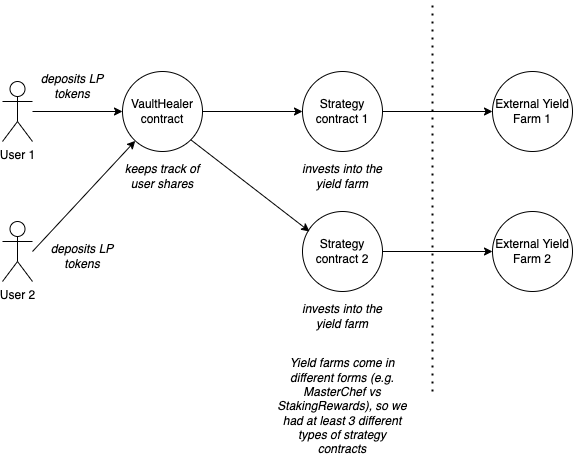 deposits LP
tokens
VaultHealer
contract
Strategy
contract 1
External Yield
Farm 1
User 1
keeps track of
user shares
invests into the
yield farm
deposits LP
tokens
User 2
Strategy
contract 2
External Yield
Farm 2
invests into the
yield farm
Yield farms come in
different forms (e.g.
MasterChef vs
StakingRewards), so we
had at least 3 different
types of strategy
contracts